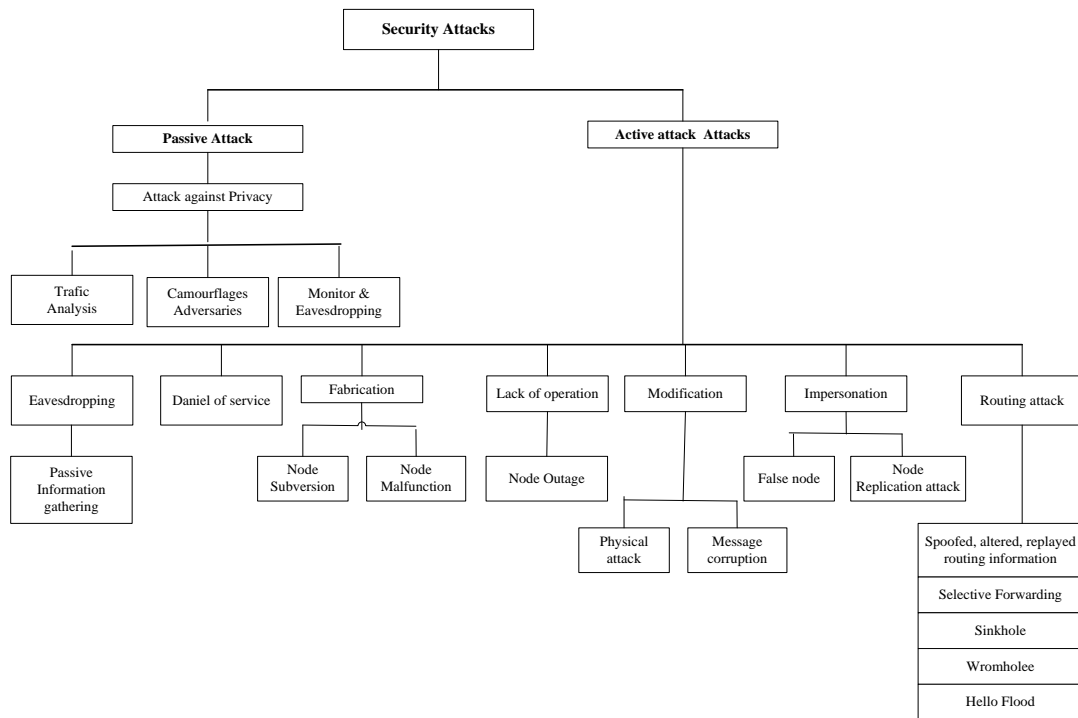 Security Attacks
Passive Attack
Active attack  Attacks
Attack against Privacy
Trafic
Analysis
Camourflages
Adversaries
Monitor &
Eavesdropping
Eavesdropping
Daniel of service
Fabrication
Lack of operation
Modification
Impersonation
Routing attack
Passive
Information
gathering
Node
Subversion
Node
Malfunction
Node Outage
False node
Node
Replication attack
Physical
attack
Message
corruption
Spoofed, altered, replayed
routing information
Selective Forwarding
Sinkhole
Wromholee
Hello Flood